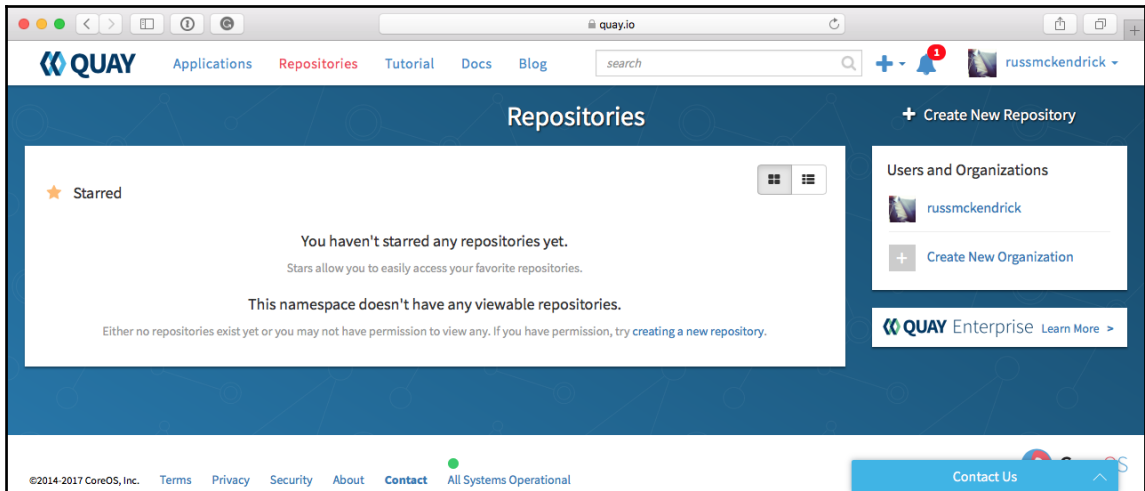 quay.io
QUAY Applications Repositories Tutorial Docs Blog search 1 russmckendrick
Repositories
Create New Repository
Starred
You haven't starred any repositories yet.
Stars allow you to easily access your favorite repositories.
This namespace doesn't have any viewable repositories.
Either no repositories exist yet or you may not have permission to view any. If you have permission, try creating a new repository.
Users and Organizations
russmckendrick
Create New Organization
QUAY Enterprise Learn More >
©2014-2017 CoreOS, Inc. Terms Privacy Security About Contact All Systems Operational
Contact Us